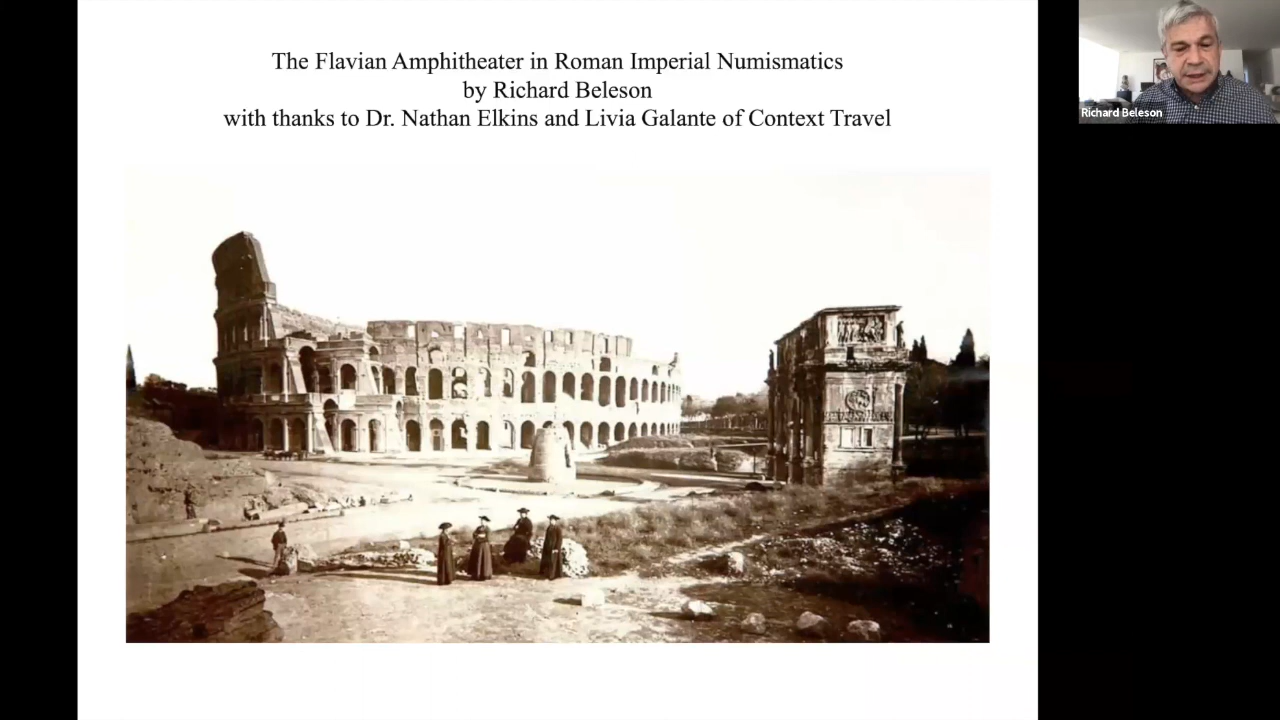 The Flavian Amphitheater in Roman Imperial Numismatics
by Richard Beleson
with thanks to Dr. Nathan Elkins and Livia Galante of Context Travel
Richard Beleson